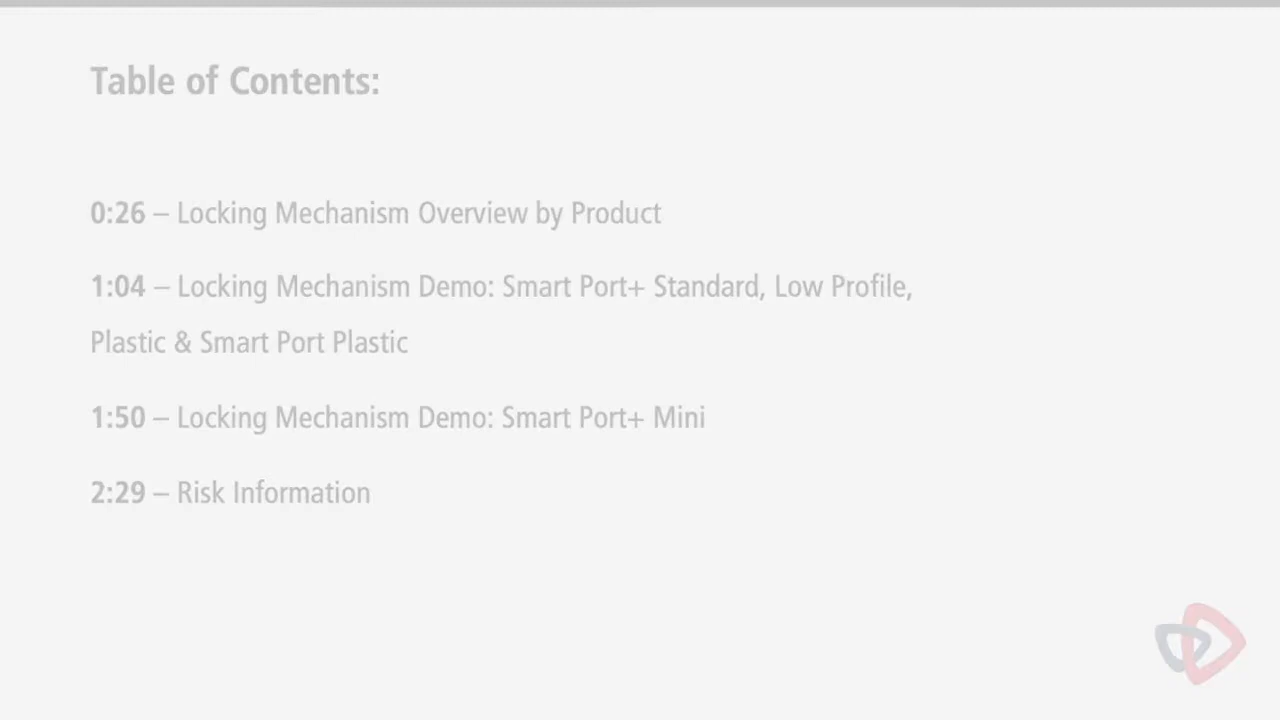 Table of Contents:
0:26 – Locking Mechanism Overview by Product
1:04 – Locking Mechanism Demo: Smart Port+ Standard, Low Profile,
Plastic & Smart Port Plastic
1:50 – Locking Mechanism Demo: Smart Port+ Mini
2:29 – Risk Information